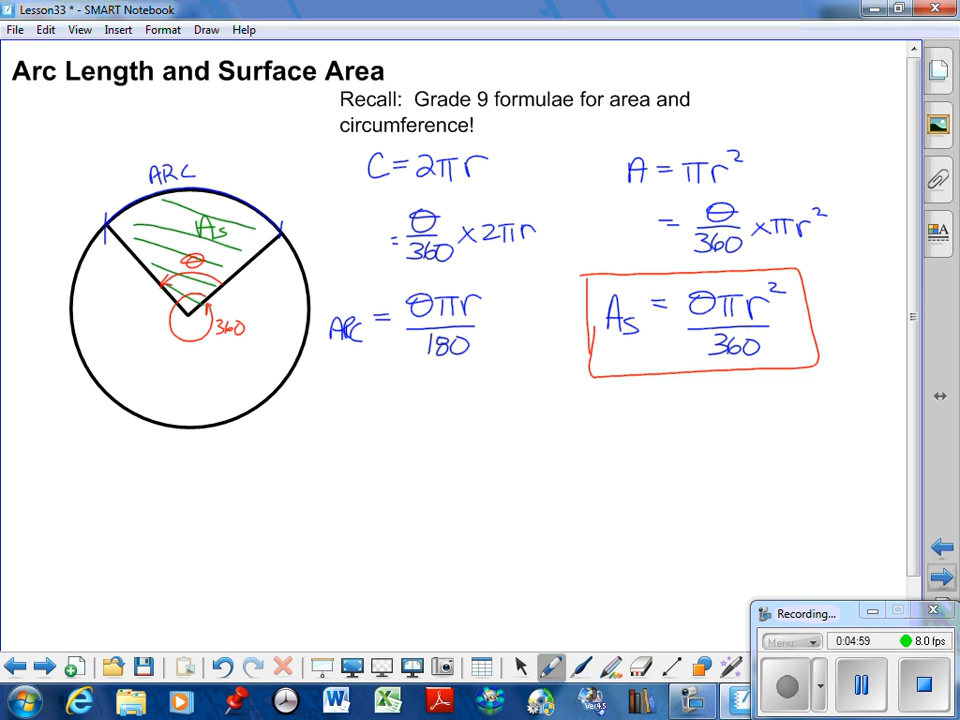 Lesson33 * - SMART Notebook
File Edit View Insert Format Draw Help
Arc Length and Surface Area
Recall: Grade 9 formulae for area and
circumference!
ARC
As
θ
360
C = 2πr
= θ/360 × 2πr
ARC = θπr/180
A = πr²
= θ/360 × πr²
As = θπr²/360
Recording...
Menu
0:04:59
8.0 fps
Ver4.5